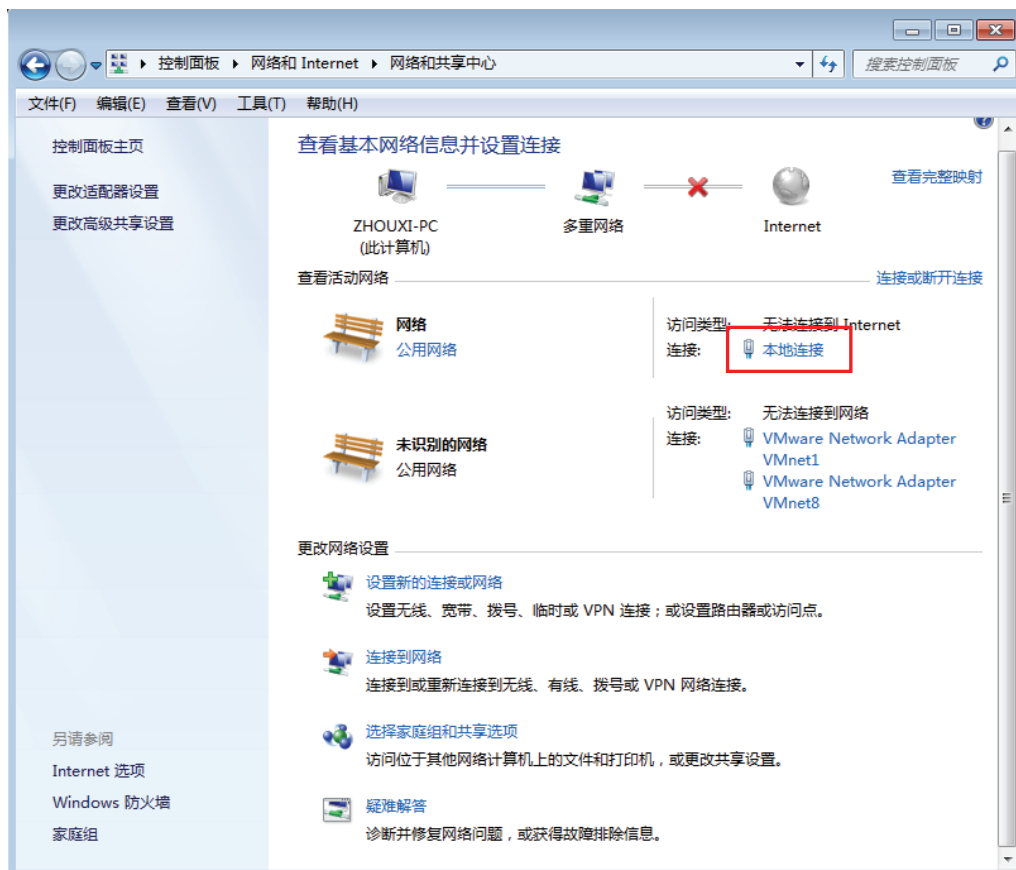 控制面板 ▸ 网络和 Internet ▸ 网络和共享中心
搜索控制面板
文件(F) 编辑(E) 查看(V) 工具(T) 帮助(H)
控制面板主页
更改适配器设置
更改高级共享设置
查看基本网络信息并设置连接
查看完整映射
ZHOUXI-PC
(此计算机)
多重网络
Internet
查看活动网络
连接或断开连接
网络
公用网络
访问类型: 无法连接到 Internet
连接: 本地连接
未识别的网络
公用网络
访问类型: 无法连接到网络
连接: VMware Network Adapter
VMnet1
VMware Network Adapter
VMnet8
更改网络设置
设置新的连接或网络
设置无线、宽带、拨号、临时或 VPN 连接；或设置路由器或访问点。
连接到网络
连接到或重新连接到无线、有线、拨号或 VPN 网络连接。
选择家庭组和共享选项
访问位于其他网络计算机上的文件和打印机，或更改共享设置。
疑难解答
诊断并修复网络问题，或获得故障排除信息。
另请参阅
Internet 选项
Windows 防火墙
家庭组